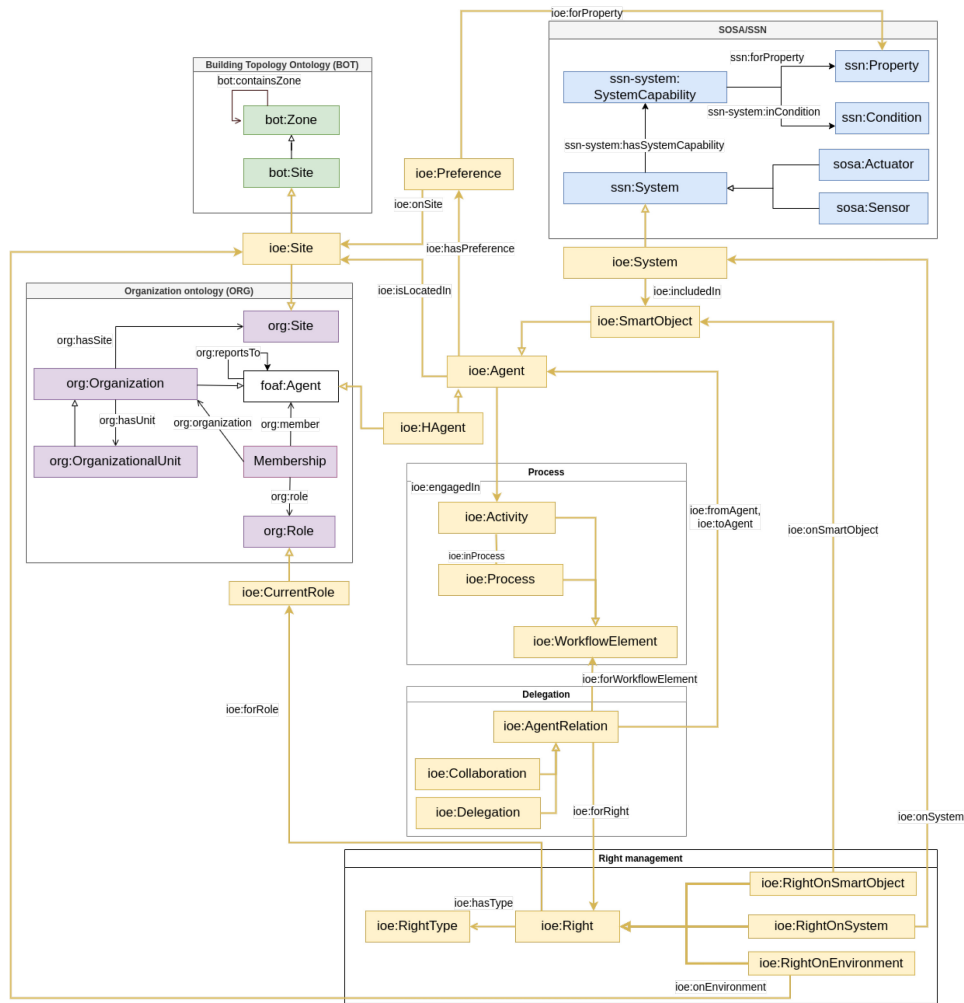 ioe:forProperty
SOSA/SSN
Building Topology Ontology (BOT)
bot:containsZone
bot:Zone
bot:Site
ssn:forProperty
ssn:Property
ssn-system:
SystemCapability
ssn-system:inCondition
ssn:Condition
ssn-system:hasSystemCapability
sosa:Actuator
ssn:System
sosa:Sensor
ioe:Preference
ioe:onSite
ioe:hasPreference
ioe:Site
ioe:System
ioe:isLocatedIn
ioe:includedIn
ioe:SmartObject
Organization ontology (ORG)
org:Site
org:hasSite
org:reportsTo
org:Organization
foaf:Agent
ioe:Agent
org:hasUnit
org:organization
org:member
ioe:HAgent
org:OrganizationalUnit
Membership
org:role
org:Role
Process
ioe:engagedIn
ioe:Activity
ioe:inProcess
ioe:Process
ioe:WorkflowElement
ioe:fromAgent,
ioe:toAgent
ioe:onSmartObject
ioe:CurrentRole
ioe:forWorkflowElement
Delegation
ioe:forRole
ioe:AgentRelation
ioe:Collaboration
ioe:Delegation
ioe:forRight
ioe:onSystem
Right management
ioe:RightOnSmartObject
ioe:hasType
ioe:RightType
ioe:Right
ioe:RightOnSystem
ioe:RightOnEnvironment
ioe:onEnvironment